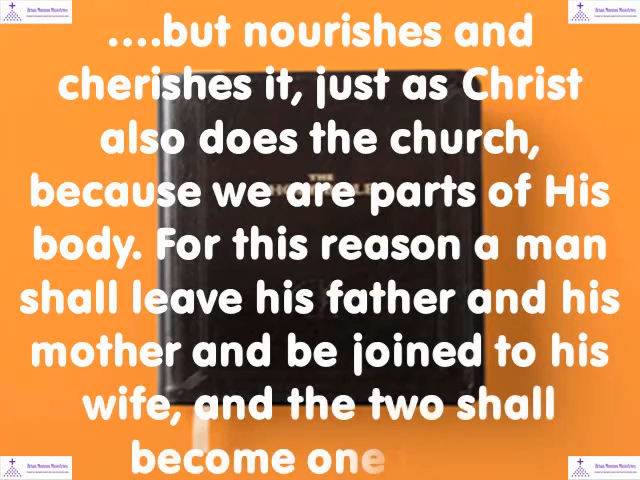 ....but nourishes and
cherishes it, just as Christ
also does the church,
because we are parts of His
body. For this reason a man
shall leave his father and his
mother and be joined to his
wife, and the two shall
become one
THE